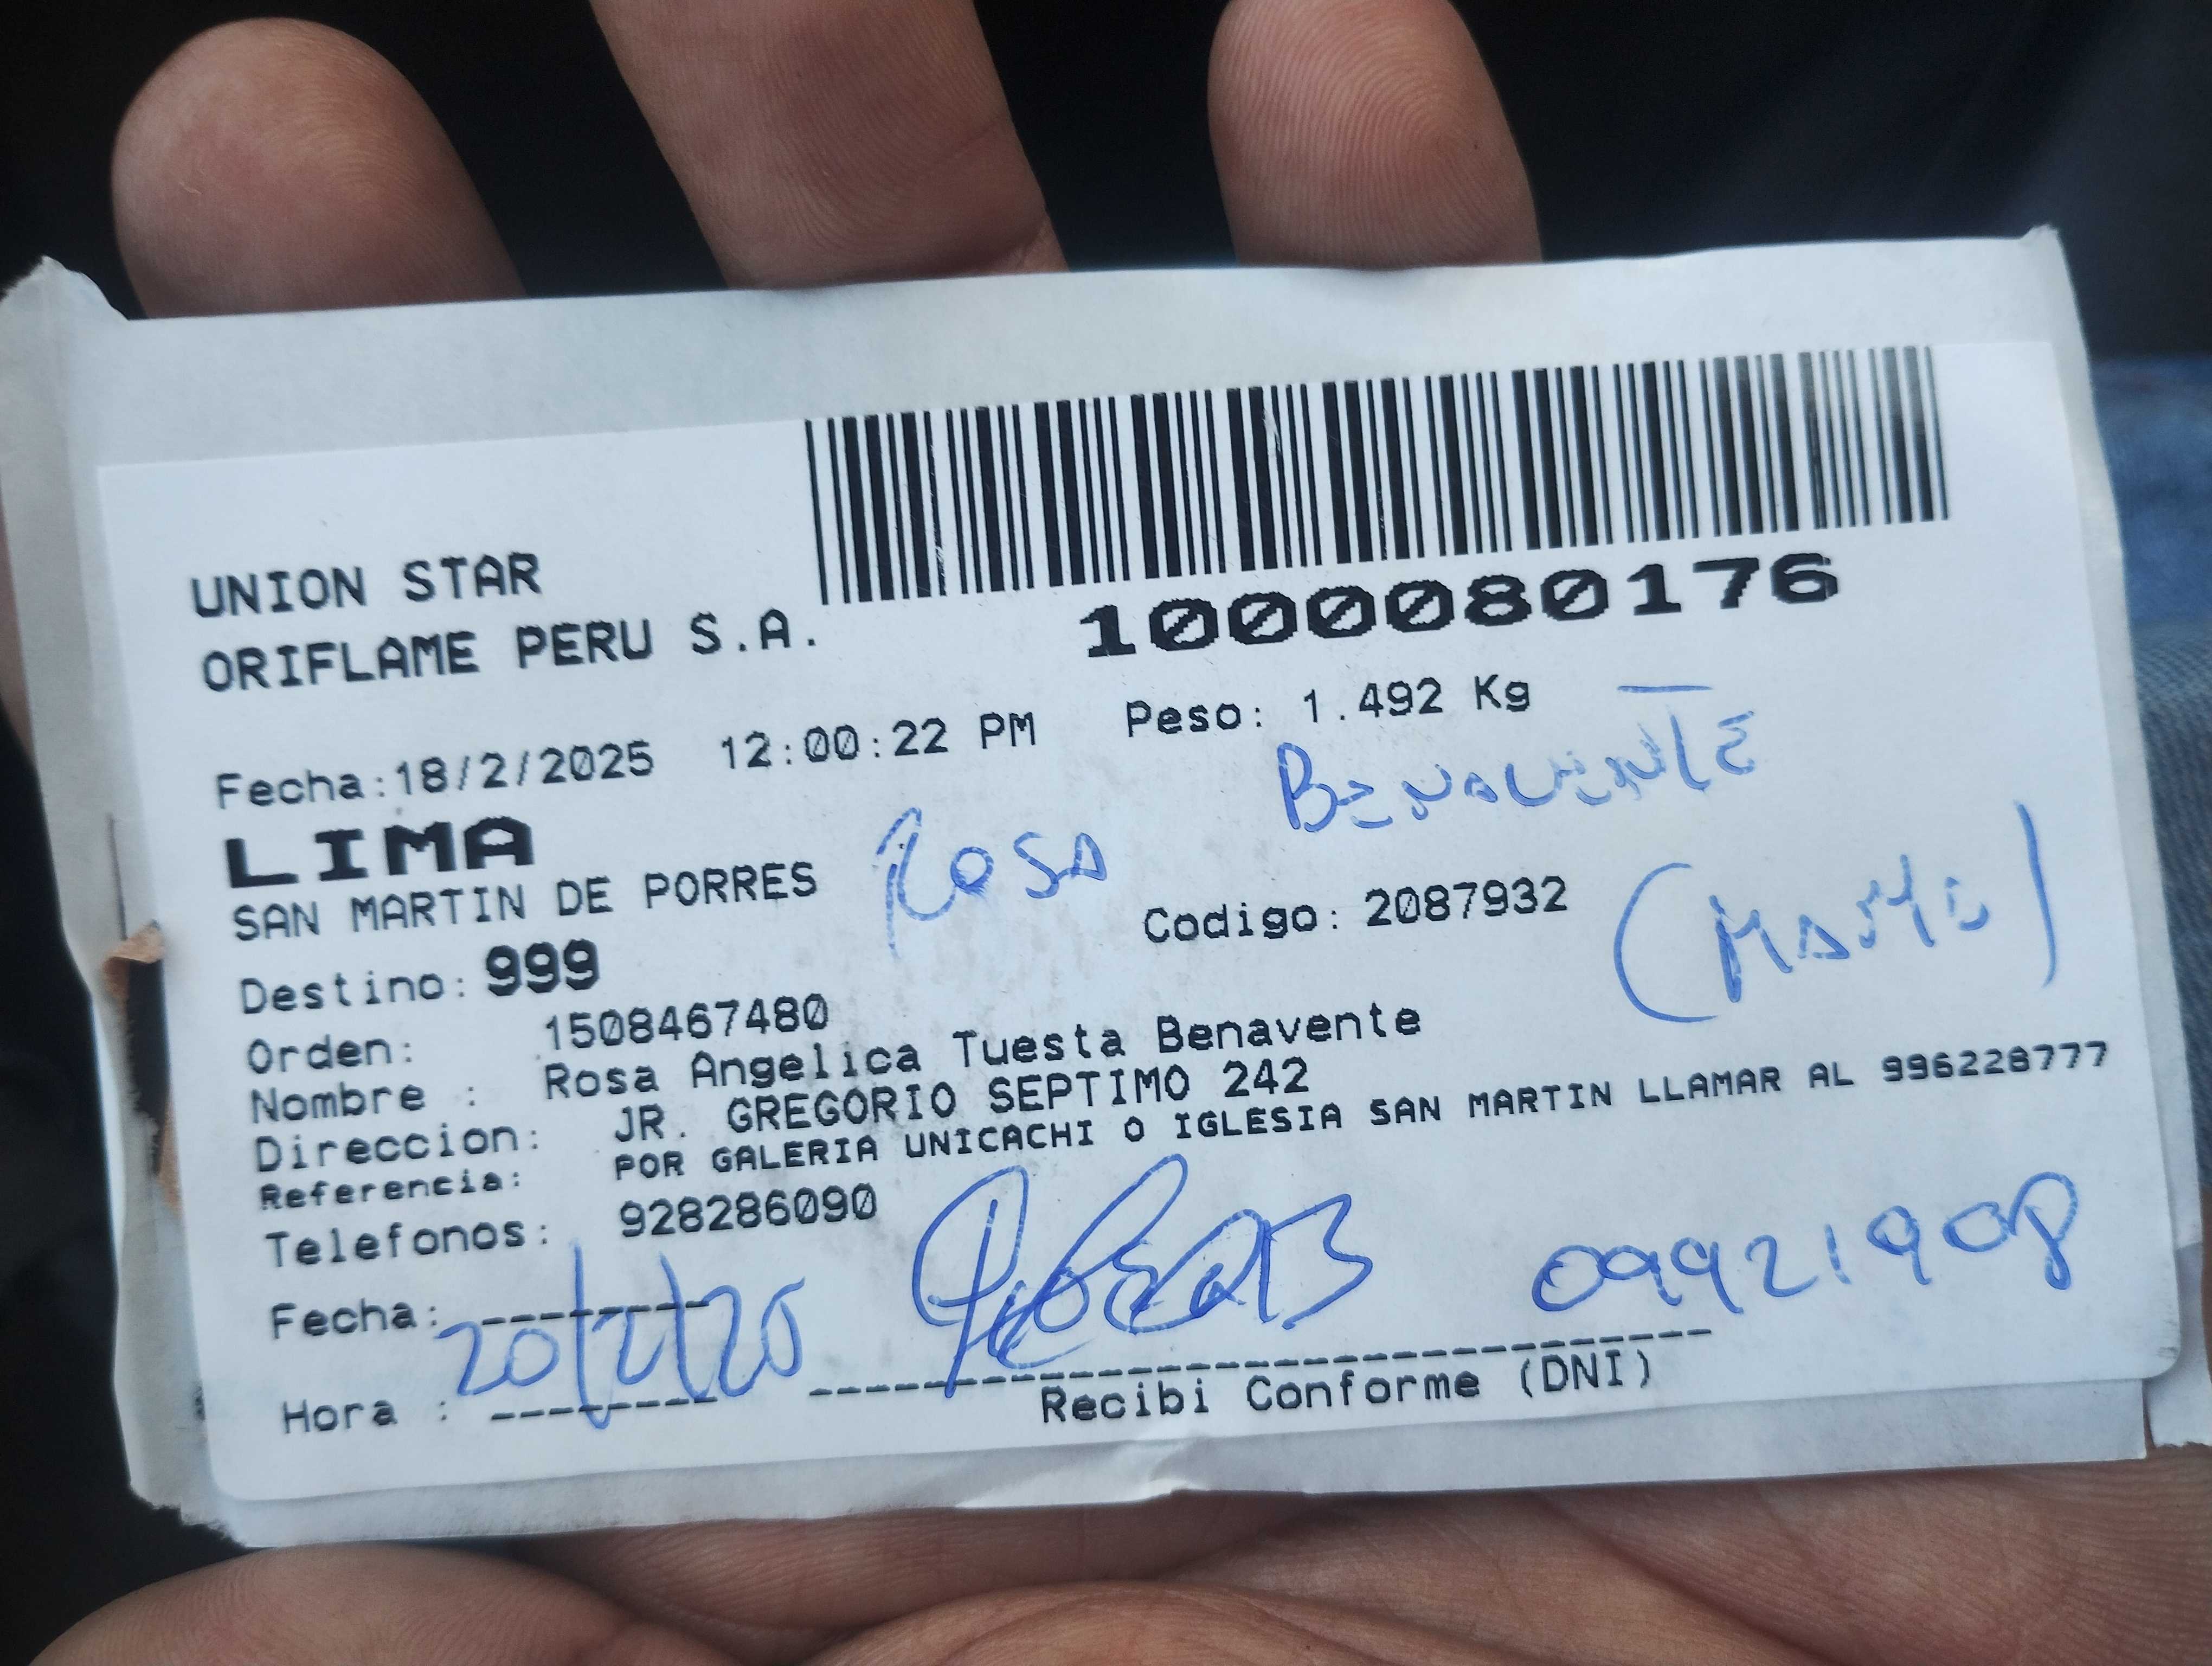 UNION STAR
ORIFLAME PERU S.A.
1000080176
Fecha:18/2/2025 12:00:22 PM Peso: 1.492 Kg
LIMA
Rosa BENAVENTE
SAN MARTIN DE PORRES
Codigo: 2087932
Destino: 999
Orden: 1508467480
Nombre : Rosa Angelica Tuesta Benavente
Direccion: JR. GREGORIO SEPTIMO 242
Referencia: POR GALERIA UNICACHI O IGLESIA SAN MARTIN LLAMAR AL 996228777
Telefonos: 928286090
Fecha: 20/2/25
09921908
Hora :
Recibi Conforme (DNI)